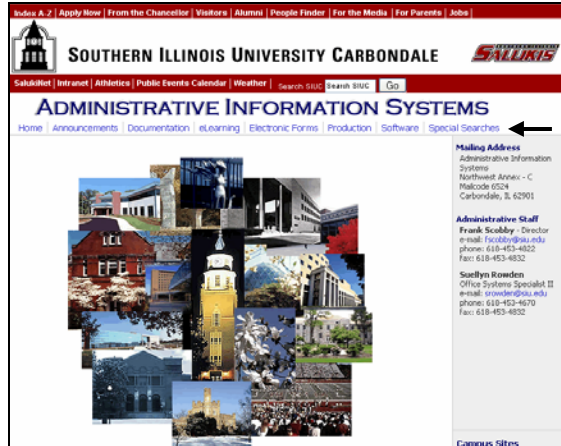 Index A-Z | Apply Now | From the Chancellor | Visitors | Alumni | People Finder | For the Media | For Parents | Jobs |
SOUTHERN ILLINOIS UNIVERSITY CARBONDALE
SALUKIS
SalukiNet | Intranet | Athletics | Public Events Calendar | Weather | Search SIUC Search SIUC Go
ADMINISTRATIVE INFORMATION SYSTEMS
Home | Announcements | Documentation | eLearning | Electronic Forms | Production | Software | Special Searches
Mailing Address
Administrative Information
Systems
Northwest Annex - C
Mailcode 6524
Carbondale, IL 62901
Administrative Staff
Frank Scobby - Director
e-mail: fscobby@siu.edu
phone: 618-453-4822
fax: 618-453-4832
Suellyn Rowden
Office Systems Specialist II
e-mail: srowden@siu.edu
phone: 618-453-4670
Fax: 618-453-4832
Campus Sites